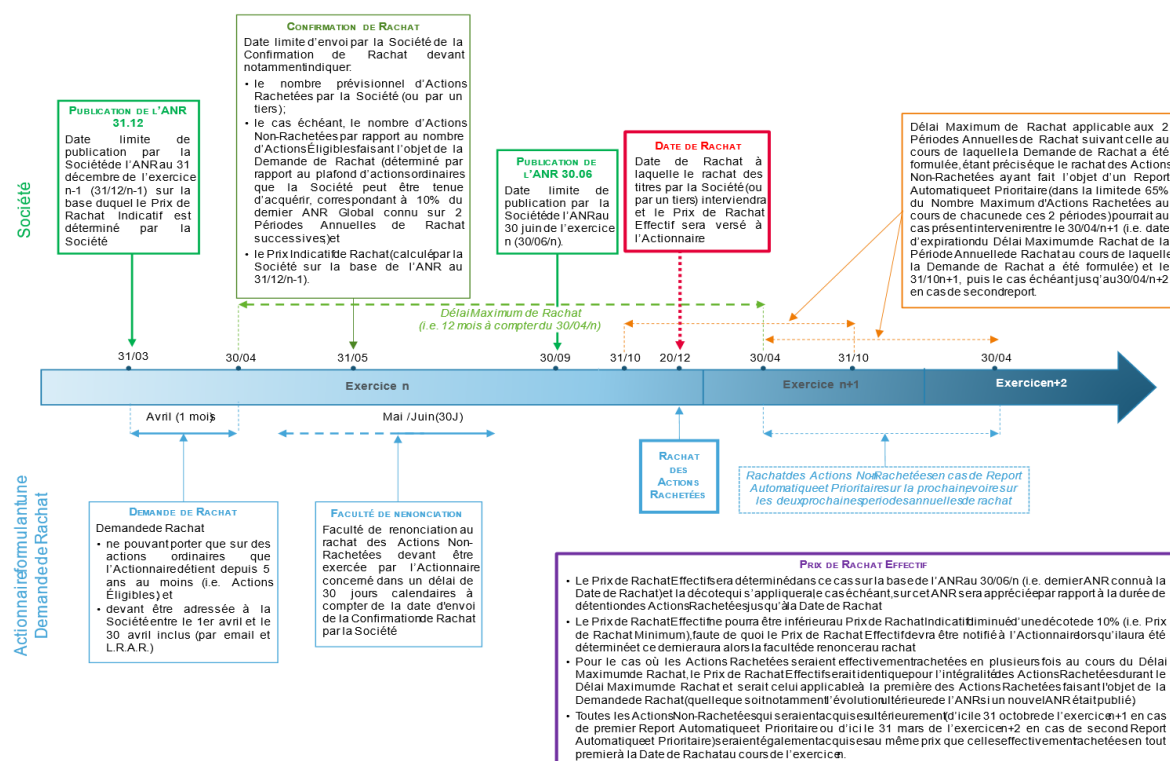 CONFIRMATION DE RACHAT
Date limite d'envoi par la Société de la
Confirmation de Rachat devant
notamment indiquer:
• le nombre prévisionnel d'Actions
Rachetées par la Société (ou par un
tiers);
• le cas échéant, le nombre d'Actions
Non-Rachetées par rapport au nombre
d'Actions Éligibles faisant l'objet de la
Demande de Rachat (déterminé par
rapport au plafond d'actions ordinaires
que la Société peut être tenue
d'acquérir, correspondant à 10% du
dernier ANR Global connu sur 2
Périodes Annuelles de Rachat
successives) et
• le Prix Indicatif de Rachat (calculé par la
Société sur la base de l'ANR au
31/12/n-1).
PUBLICATION DE L'ANR
31.12
Date limite de
publication par la
Société de l'ANR au 31
décembre de l'exercice
n-1 (31/12/n-1) sur la
base duquel le Prix de
Rachat Indicatif est
déterminé par la
Société
PUBLICATION DE
L'ANR 30.06
Date limite de
publication par la
Société de l'ANR au
30 juin de l'exercice
n (30/06/n).
DATE DE RACHAT
Date de Rachat à
laquelle le rachat des
titres par la Société (ou
par un tiers) interviendra
et le Prix de Rachat
Effectif sera versé à
l'Actionnaire
Délai Maximum de Rachat applicable aux 2
Périodes Annuelles de Rachat suivant celle au
cours de laquelle la Demande de Rachat a été
formulée, étant précisé que le rachat des Actions
Non-Rachetées ayant fait l'objet d'un Report
Automatique et Prioritaire (dans la limite de 65%
du Nombre Maximum d'Actions Rachetées au
cours de chacune de ces 2 périodes) pourrait au
cas présent intervenir entre le 30/04/n+1 (i.e. date
d'expiration du Délai Maximum de Rachat de la
Période Annuelle de Rachat au cours de laquelle
la Demande de Rachat a été formulée) et le
31/10n+1, puis le cas échéant jusqu'au 30/04/n+2
en cas de second report.
Société
Délai Maximum de Rachat
(i.e. 12 mois à compter du 30/04/n)
31/03 30/04 31/05 30/09 31/10 20/12 30/04 31/10 30/04
Exercice n Exercice n+1 Exercice n+2
Avril (1 mois) Mai / Juin (30J)
Actionnaire formulant une
Demande de Rachat
RACHAT
DES
ACTIONS
RACHETÉES
Rachat des Actions Non-Rachetées en cas de Report
Automatique et Prioritaire sur la prochaine voire sur
les deux prochaines periodes annuelles de rachat
DEMANDE DE RACHAT
Demande de Rachat
• ne pouvant porter que sur des
actions ordinaires que
l'Actionnaire détient depuis 5
ans au moins (i.e. Actions
Éligibles) et
• devant être adressée à la
Société entre le 1er avril et le
30 avril inclus (par email et
L.R.A.R.)
FACULTÉ DE NENONCIATION
Faculté de renonciation au
rachat des Actions Non-
Rachetées devant être
exercée par l'Actionnaire
concerné dans un délai de
30 jours calendaires à
compter de la date d'envoi
de la Confirmation de Rachat
par la Société
PRIX DE RACHAT EFFECTIF
• Le Prix de Rachat Effectif sera déterminé dans ce cas sur la base de l'ANR au 30/06/n (i.e. dernier ANR connu à la
Date de Rachat) et la décote qui s'appliquera, le cas échéant, sur cet ANR sera appréciée par rapport à la durée de
détention des Actions Rachetées jusqu'à la Date de Rachat
• Le Prix de Rachat Effectif ne pourra être inférieur au Prix de Rachat Indicatif diminué d'une décote de 10% (i.e. Prix
de Rachat Minimum), faute de quoi le Prix de Rachat Effectif devra être notifié à l'Actionnaire lorsqu'il aura été
déterminé et ce dernier aura alors la faculté de renoncer au rachat
• Pour le cas où les Actions Rachetées seraient effectivement rachetées en plusieurs fois au cours du Délai
Maximum de Rachat, le Prix de Rachat Effectif serait identique pour l'intégralité des Actions Rachetées durant le
Délai Maximum de Rachat et serait celui applicable à la première des Actions Rachetées faisant l'objet de la
Demande de Rachat (quelle que soit notamment l'évolution ultérieure de l'ANR si un nouvel ANR était publié)
• Toutes les Actions Non-Rachetées qui seraient acquises ultérieurement (d'ici le 31 octobre de l'exercice n+1 en cas
de premier Report Automatique et Prioritaire ou d'ici le 31 mars de l'exercice n+2 en cas de second Report
Automatique et Prioritaire) seraient également acquises au même prix que celles effectivement rachetées en tout
premier à la Date de Rachat au cours de l'exercice n.